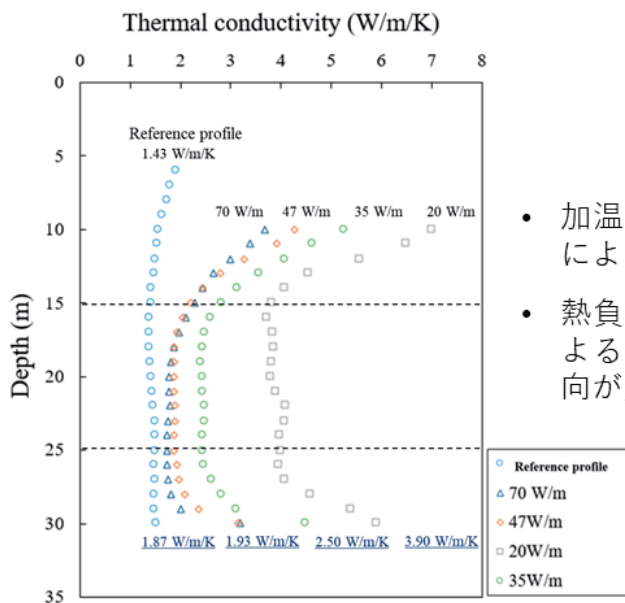 Thermal conductivity (W/m/K)
0 1 2 3 4 5 6 7 8
0
Reference profile
5
1.43 W/m/K
70 W/m 47 W/m 35 W/m 20 W/m
10
15
Depth (m)
20
25
30
1.87 W/m/K 1.93 W/m/K 2.50 W/m/K 3.90 W/m/K
35
• 加温
によ
• 熱負
よる
向が
Reference profile
70 W/m
47W/m
20W/m
35W/m